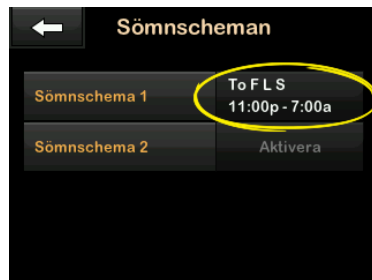 Sömnscheman
Sömnschema 1
To F L S
11:00p - 7:00a
Sömnschema 2
Aktivera